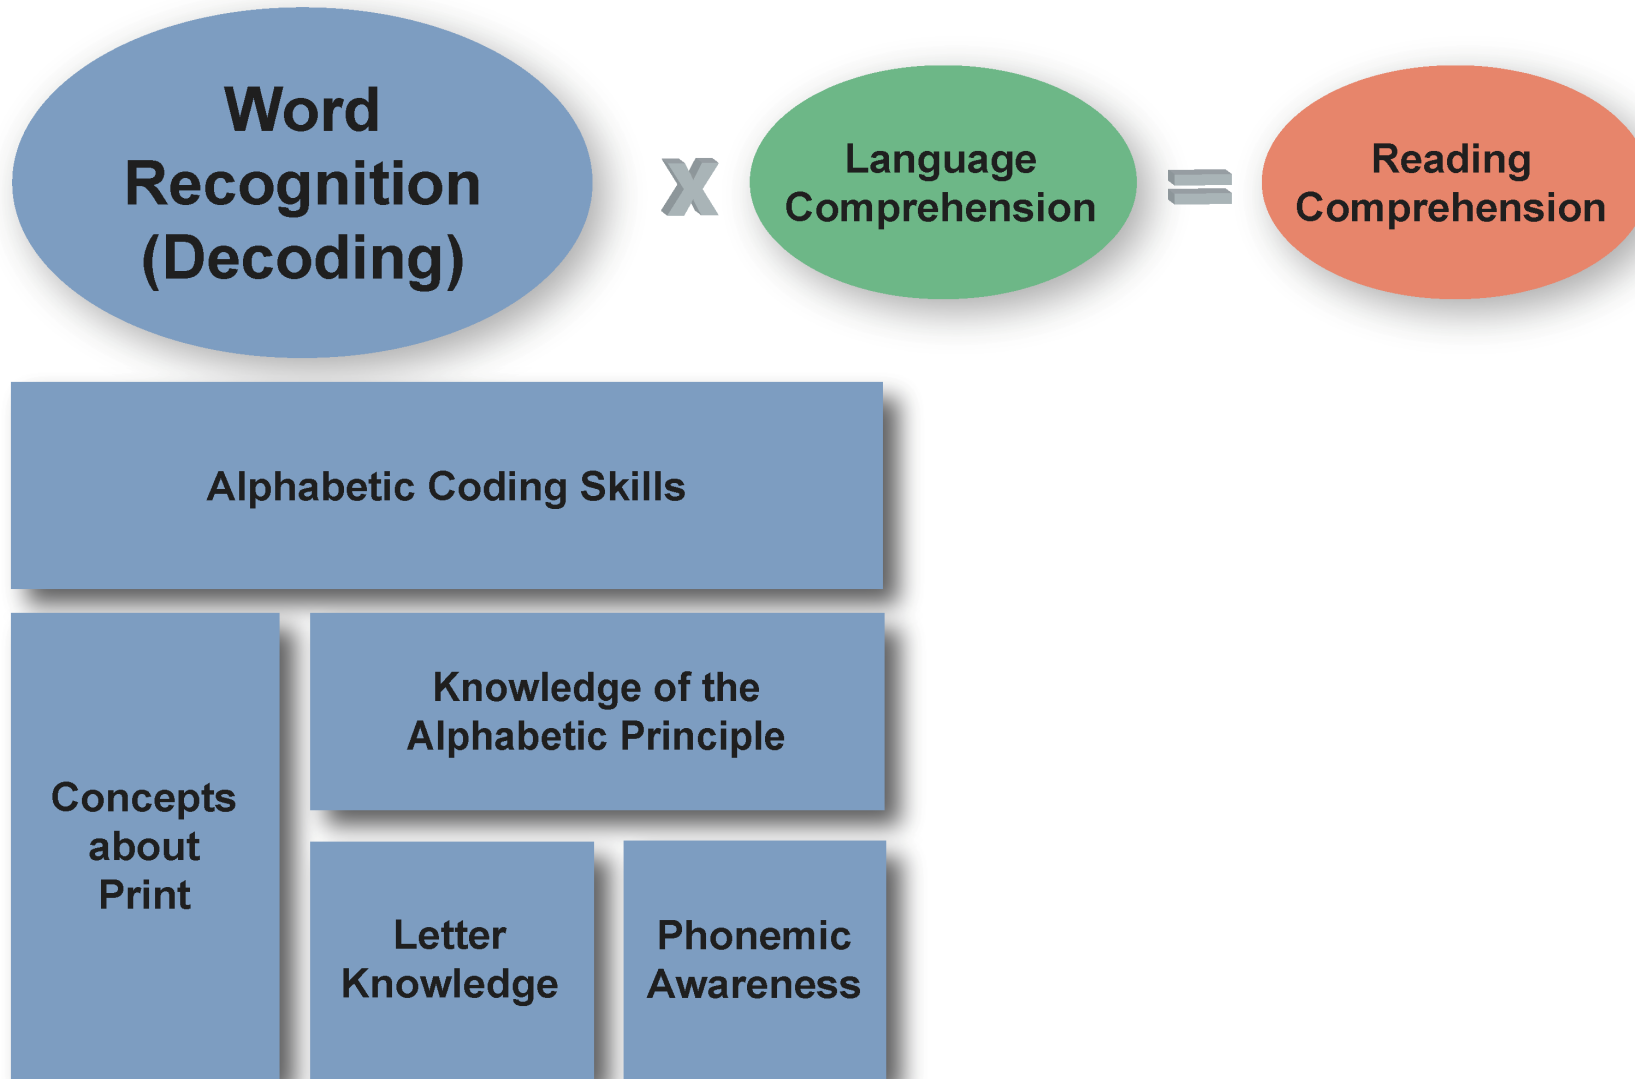 Word
Recognition
(Decoding)
x
Language
Comprehension
=
Reading
Comprehension
Alphabetic Coding Skills
Concepts
about
Print
Knowledge of the
Alphabetic Principle
Letter
Knowledge
Phonemic
Awareness